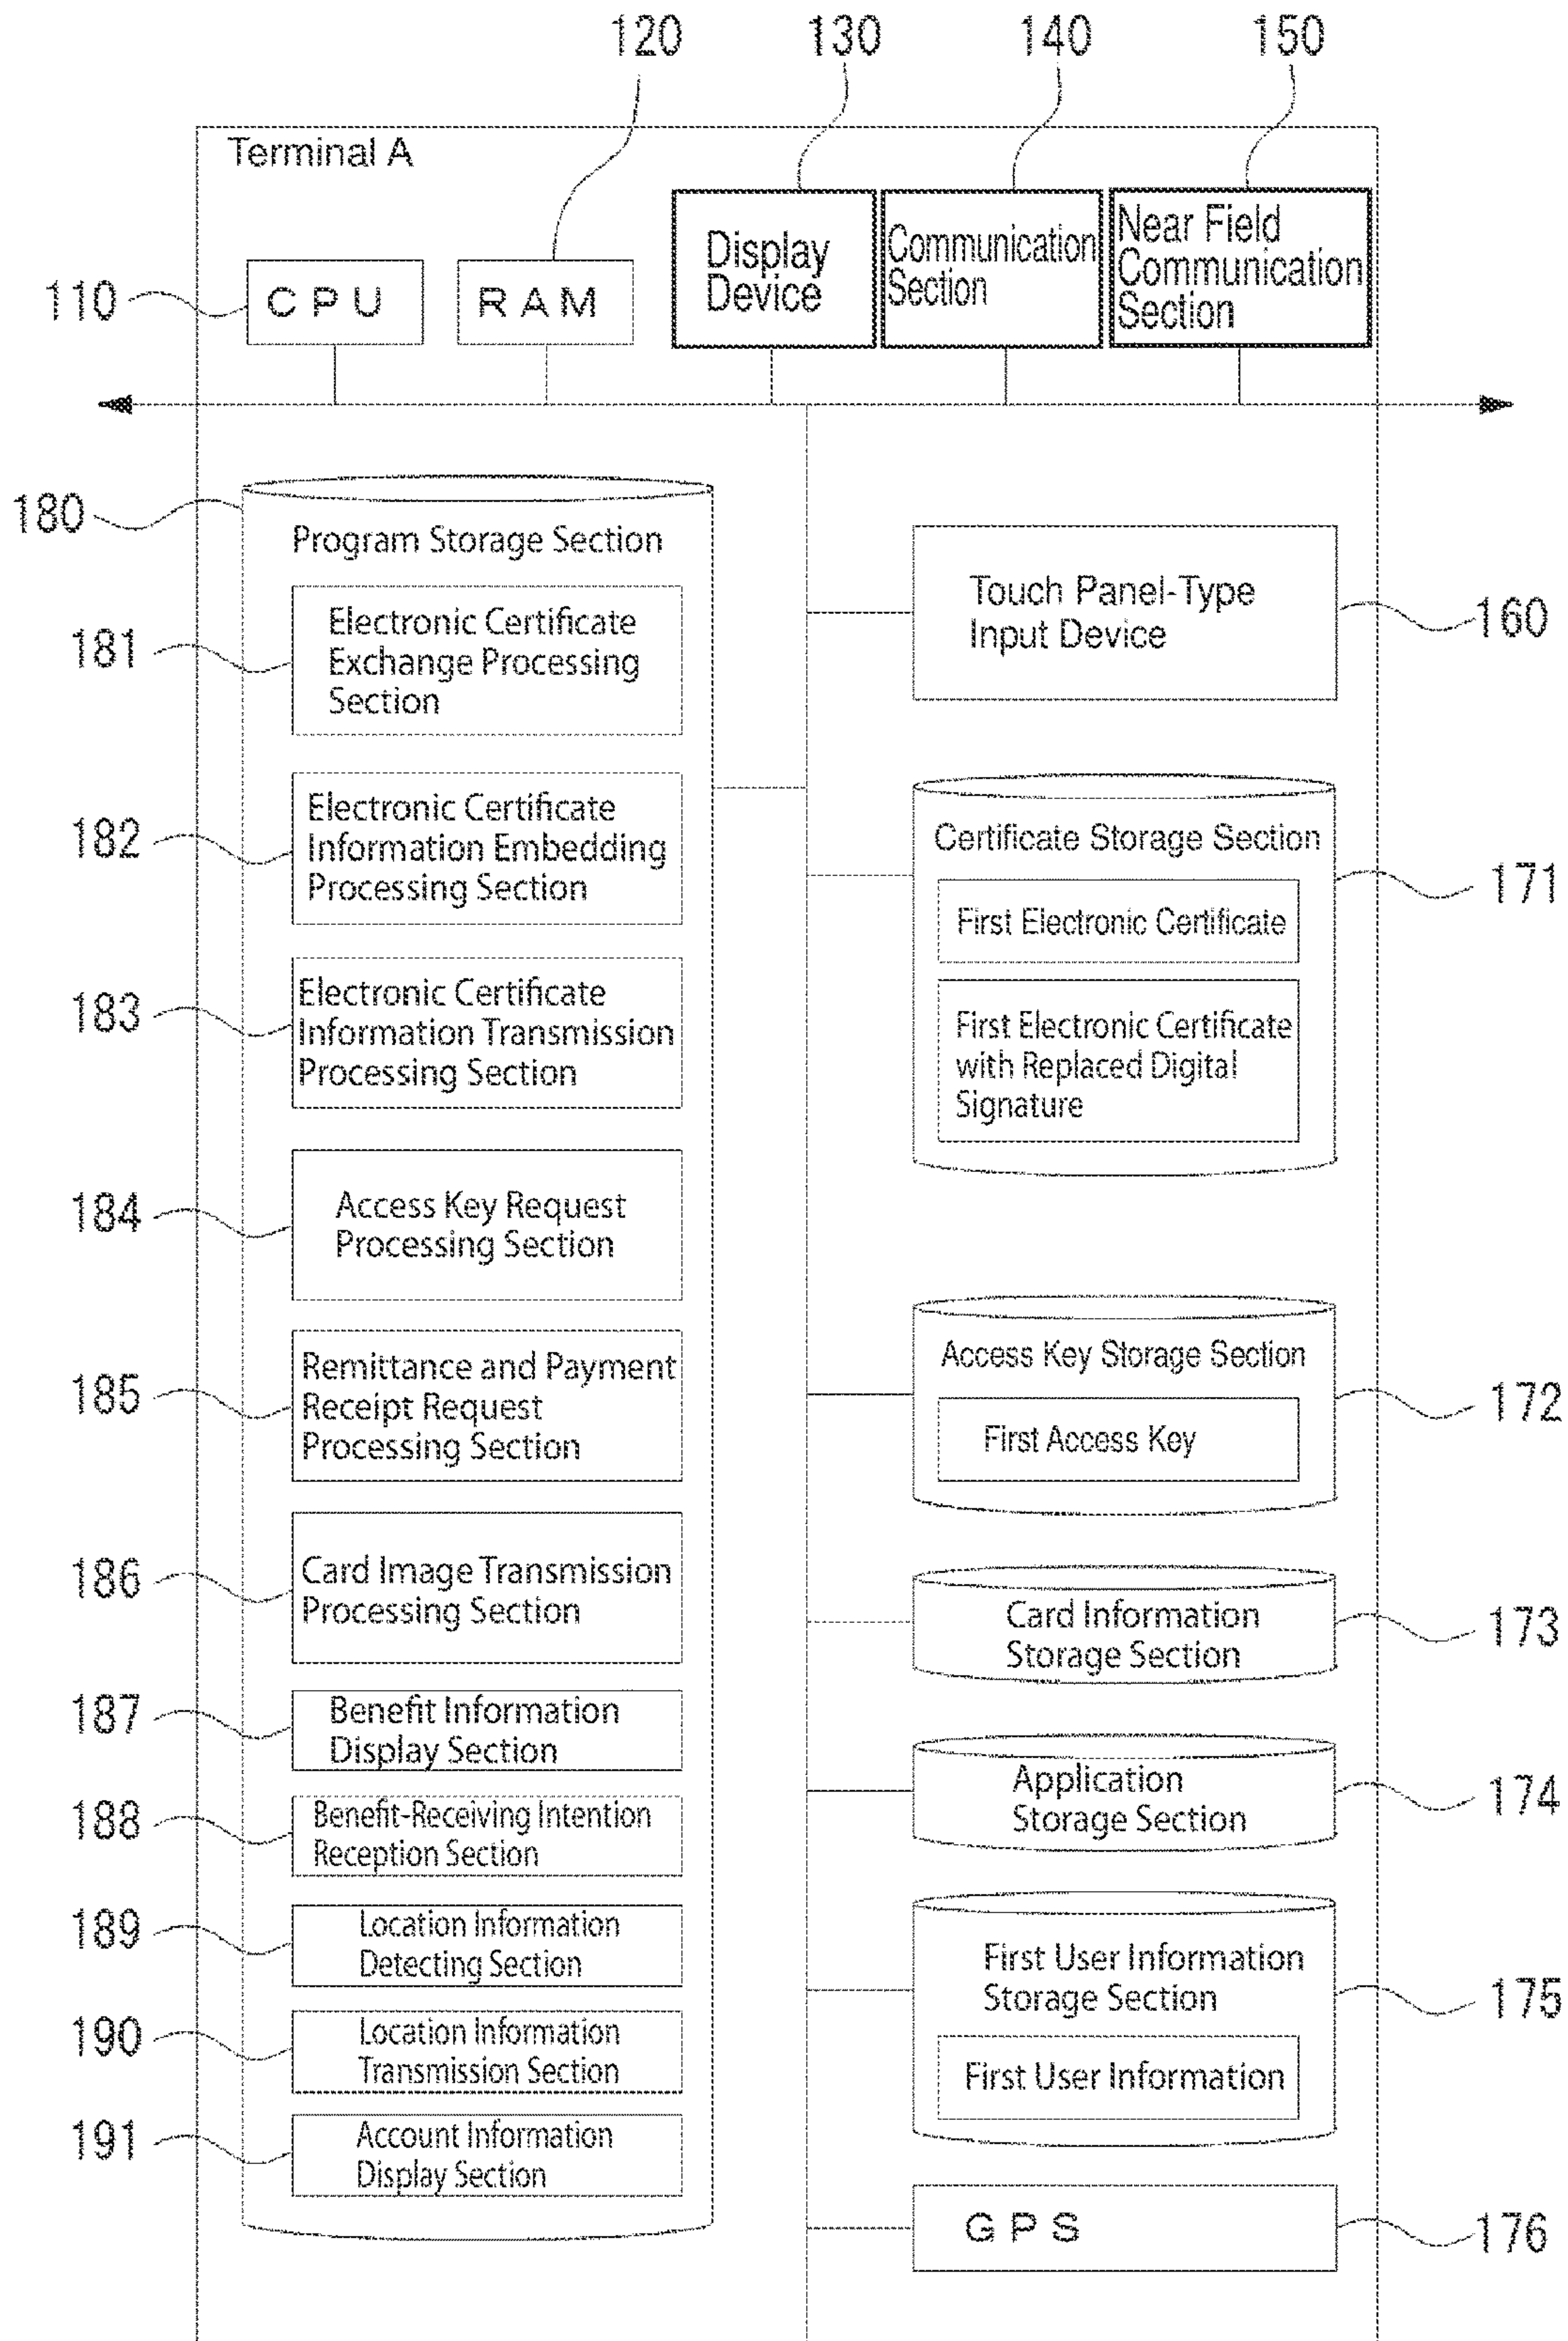 120
130
140
150
Terminal A
110
CPU
RAM
Display
Device
Communication
Section
Near Field
Communication
Section
180
Program Storage Section
181
Electronic Certificate
Exchange Processing
Section
182
Electronic Certificate
Information Embedding
Processing Section
183
Electronic Certificate
Information Transmission
Processing Section
184
Access Key Request
Processing Section
185
Remittance and Payment
Receipt Request
Processing Section
186
Card Image Transmission
Processing Section
187
Benefit Information
Display Section
188
Benefit-Receiving Intention
Reception Section
189
Location Information
Detecting Section
190
Location Information
Transmission Section
191
Account Information
Display Section
Touch Panel-Type
Input Device
160
Certificate Storage Section
171
First Electronic Certificate
First Electronic Certificate
with Replaced Digital
Signature
Access Key Storage Section
172
First Access Key
Card Information
Storage Section
173
Application
Storage Section
174
First User Information
Storage Section
175
First User Information
GPS
176